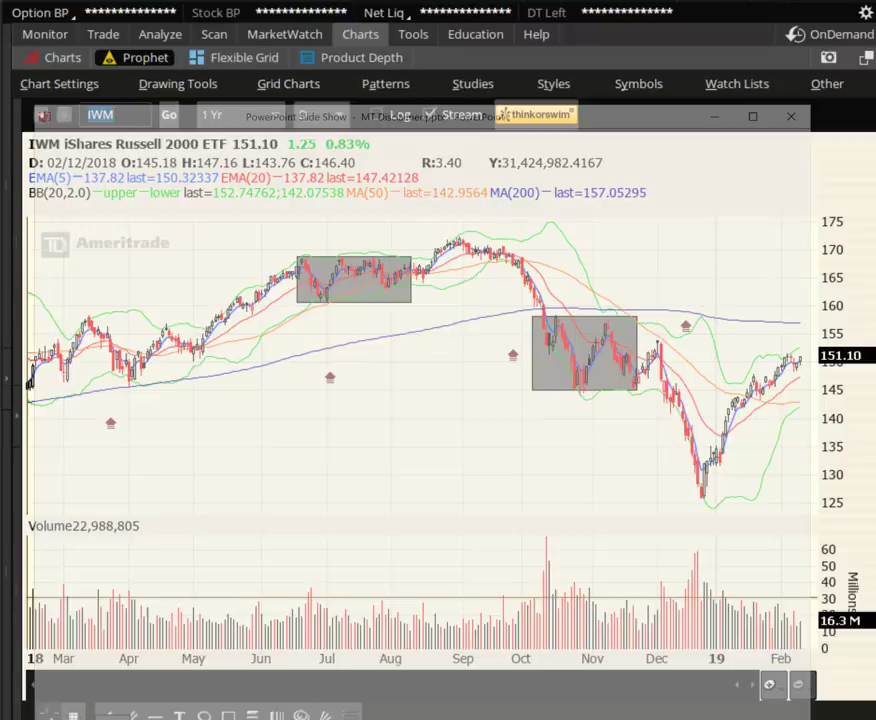 Option BP ************** Stock BP ************** Net Liq ************** DT Left **************
Monitor Trade Analyze Scan MarketWatch Charts Tools Education Help OnDemand
Charts Prophet Flexible Grid Product Depth
Chart Settings Drawing Tools Grid Charts Patterns Studies Styles Symbols Watch Lists Other
IWM Go 1 Yr Log Stream thinkorswim
PowerPoint Slide Show -
IWM iShares Russell 2000 ETF 151.10 1.25 0.83%
D: 02/12/2018 O:145.18 H:147.16 L:143.76 C:146.40 R:3.40 Y:31,424,982.4167
EMA(5)—137.82 last=150.32337 EMA(20)—137.82 last=147.42128
BB(20,2.0)—upper—lower last=152.74762;142.07538 MA(50)—last=142.9564 MA(200)—last=157.05295
TD Ameritrade
175
170
165
160
155
151.10
145
140
135
130
125
Volume22,988,805
60
50
40
30
16.3 M
10
0
Millions
18 Mar Apr May Jun Jul Aug Sep Oct Nov Dec 19 Feb
T